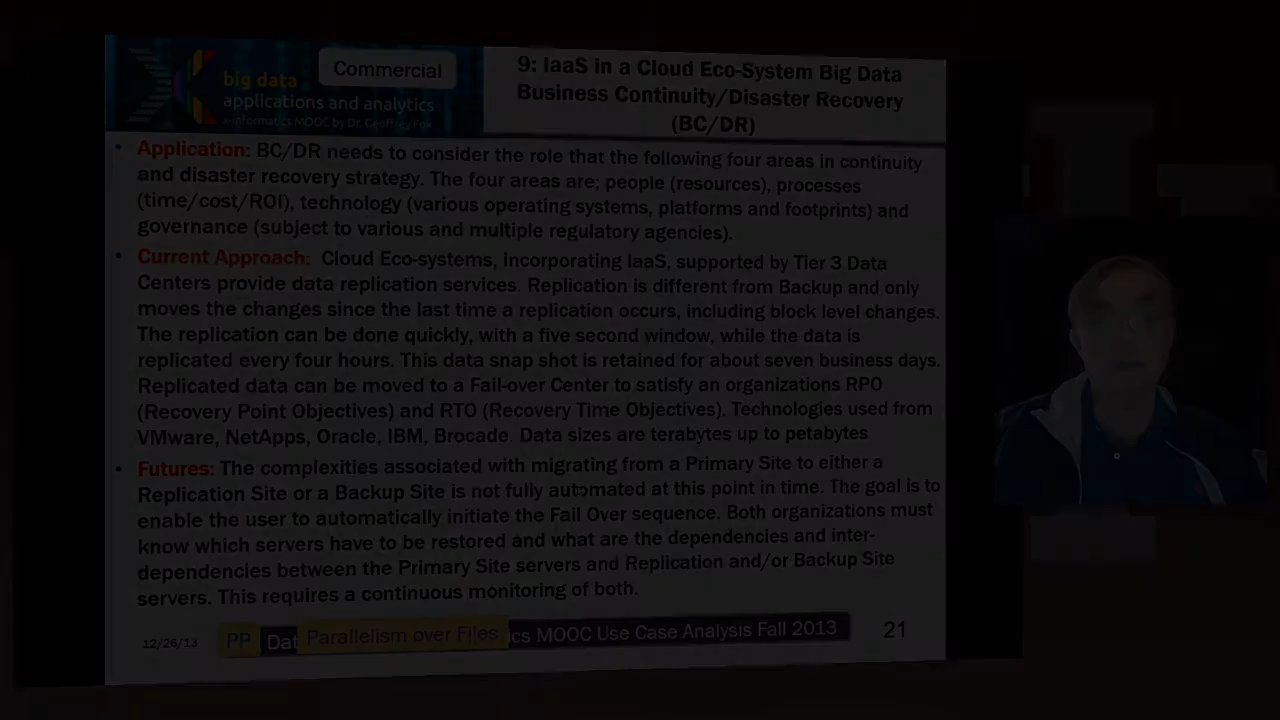 Commercial
big data
applications and analytics
X-Informatics MOOC by Dr. Geoffrey Fox
9: IaaS in a Cloud Eco-System Big Data
Business Continuity/Disaster Recovery
(BC/DR)
• Application: BC/DR needs to consider the role that the following four areas in continuity
and disaster recovery strategy. The four areas are; people (resources), processes
(time/cost/ROI), technology (various operating systems, platforms and footprints) and
governance (subject to various and multiple regulatory agencies).
• Current Approach: Cloud Eco-systems, incorporating IaaS, supported by Tier 3 Data
Centers provide data replication services. Replication is different from Backup and only
moves the changes since the last time a replication occurs, including block level changes.
The replication can be done quickly, with a five second window, while the data is
replicated every four hours. This data snap shot is retained for about seven business days.
Replicated data can be moved to a Fail-over Center to satisfy an organizations RPO
(Recovery Point Objectives) and RTO (Recovery Time Objectives). Technologies used from
VMware, NetApps, Oracle, IBM, Brocade. Data sizes are terabytes up to petabytes
• Futures: The complexities associated with migrating from a Primary Site to either a
Replication Site or a Backup Site is not fully automated at this point in time. The goal is to
enable the user to automatically initiate the Fail Over sequence. Both organizations must
know which servers have to be restored and what are the dependencies and inter-
dependencies between the Primary Site servers and Replication and/or Backup Site
servers. This requires a continuous monitoring of both.
12/26/13 PP Dat Parallelism over Files cs MOOC Use Case Analysis Fall 2013 21